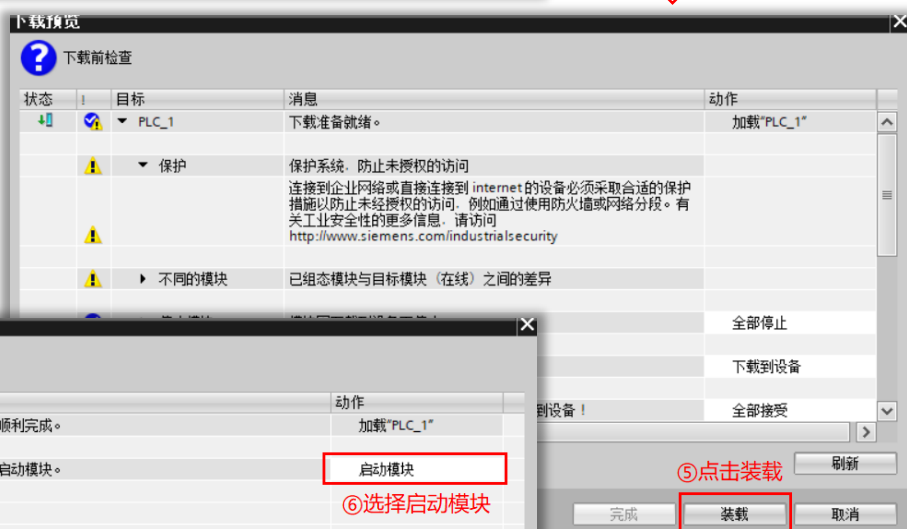 下载预览
下载前检查
状态 ! 目标 消息 动作
PLC_1 下载准备就绪。 加载“PLC_1”
保护 保护系统，防止未授权的访问
连接到企业网络或直接连接到 internet 的设备必须采取合适的保护
措施以防止未经授权的访问，例如通过使用防火墙或网络分段。有
关工业安全性的更多信息，请访问
http://www.siemens.com/industrialsecurity
不同的模块 已组态模块与目标模块（在线）之间的差异
全部停止
下载到设备
到设备！ 全部接受
刷新
⑤点击装载
完成 装载 取消
动作
顺利完成。 加载“PLC_1”
启动模块。 启动模块
⑥选择启动模块